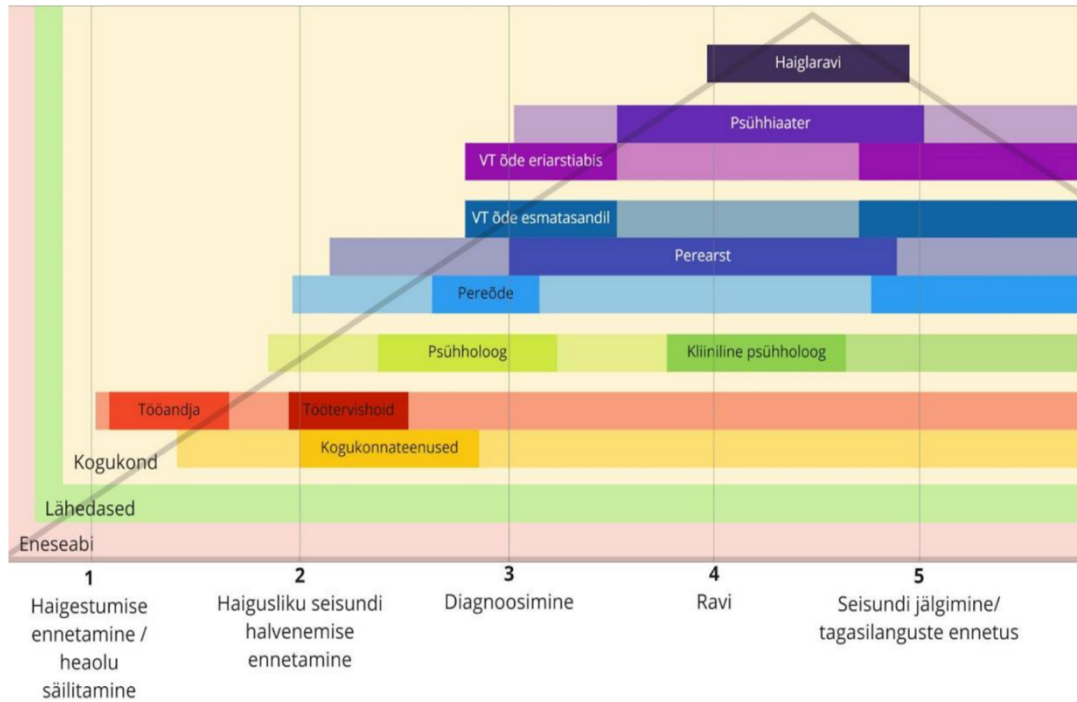 Haiglaravi
Psühhiaater
VT õde eriarstiabis
VT õde esmatasandil
Perearst
Pereõde
Psühholoog
Kliiniline psühholoog
Tööandja
Töötervishoid
Kogukonnateenused
Kogukond
Lähedased
Eneseabi
1
Haigestumise
ennetamine /
heaolu
säilitamine
2
Haigusliku seisundi
halvenemise
ennetamine
3
Diagnoosimine
4
Ravi
5
Seisundi jälgimine/
tagasilanguste ennetus